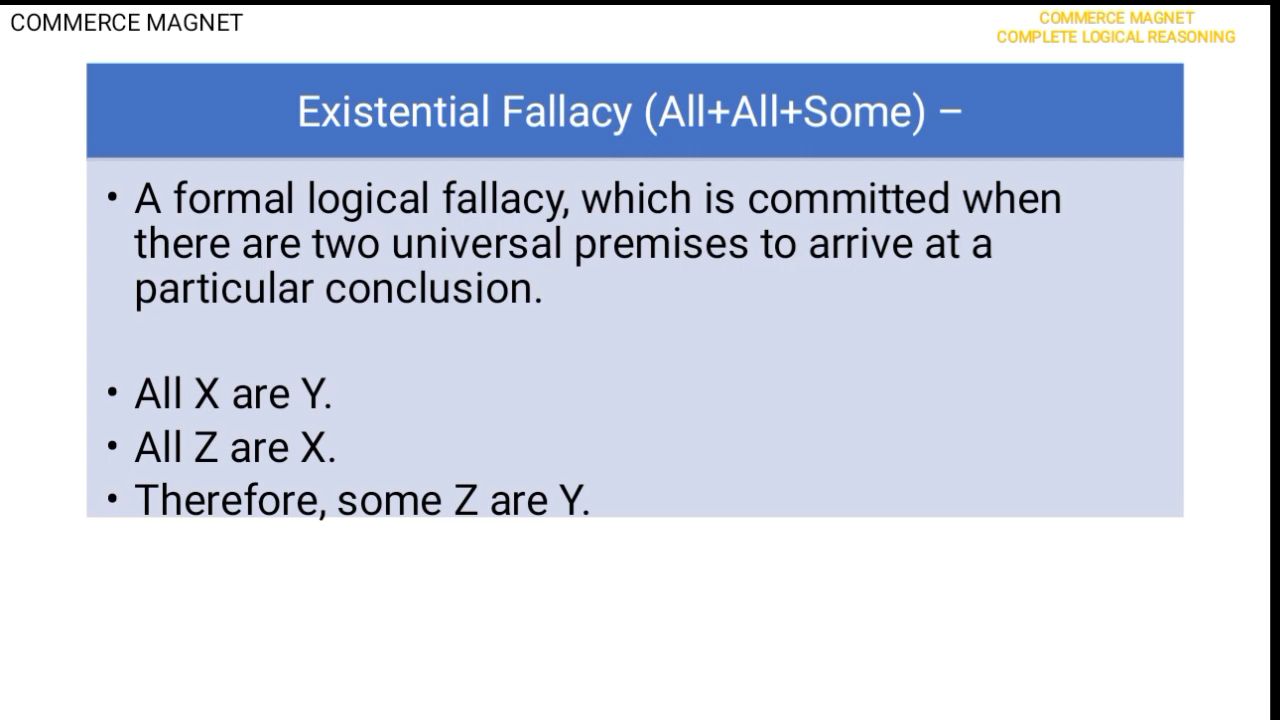 COMMERCE MAGNET
COMMERCE MAGNET
COMPLETE LOGICAL REASONING
Existential Fallacy (All+All+Some) –
• A formal logical fallacy, which is committed when
there are two universal premises to arrive at a
particular conclusion.
• All X are Y.
• All Z are X.
• Therefore, some Z are Y.